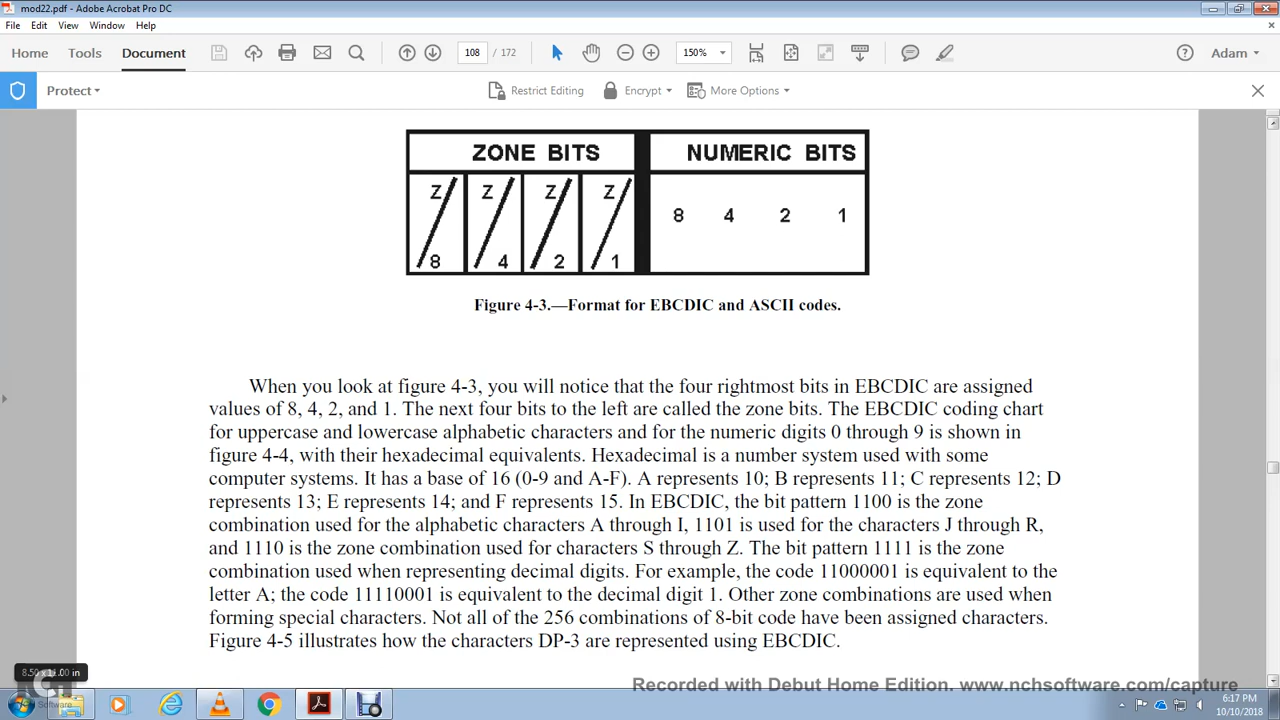 mod22.pdf - Adobe Acrobat Pro DC
File Edit View Window Help
Home Tools Document 108 / 172 150% Adam
Protect Restrict Editing Encrypt More Options
ZONE BITS NUMERIC BITS
Z Z Z Z
8 4 2 1
8 4 2 1
Figure 4-3.—Format for EBCDIC and ASCII codes.
When you look at figure 4-3, you will notice that the four rightmost bits in EBCDIC are assigned
values of 8, 4, 2, and 1. The next four bits to the left are called the zone bits. The EBCDIC coding chart
for uppercase and lowercase alphabetic characters and for the numeric digits 0 through 9 is shown in
figure 4-4, with their hexadecimal equivalents. Hexadecimal is a number system used with some
computer systems. It has a base of 16 (0-9 and A-F). A represents 10; B represents 11; C represents 12; D
represents 13; E represents 14; and F represents 15. In EBCDIC, the bit pattern 1100 is the zone
combination used for the alphabetic characters A through I, 1101 is used for the characters J through R,
and 1110 is the zone combination used for characters S through Z. The bit pattern 1111 is the zone
combination used when representing decimal digits. For example, the code 11000001 is equivalent to the
letter A; the code 11110001 is equivalent to the decimal digit 1. Other zone combinations are used when
forming special characters. Not all of the 256 combinations of 8-bit code have been assigned characters.
Figure 4-5 illustrates how the characters DP-3 are represented using EBCDIC.
8.50 x 11.00 in
Recorded with Debut Home Edition. www.nchsoftware.com/capture
6:17 PM
10/10/2018